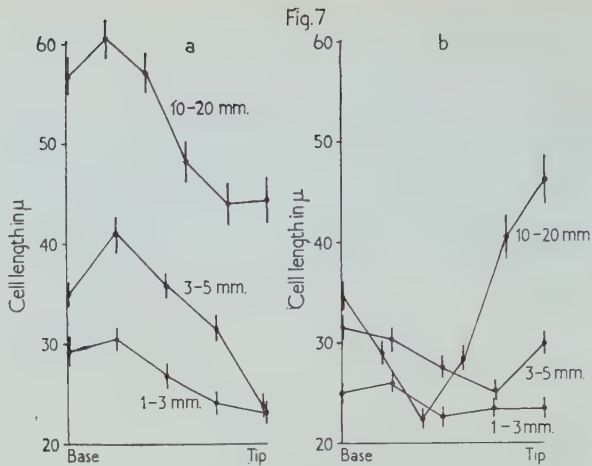 Fig. 7
a
b
60
50
40
30
20
Cell length in µ
10-20 mm.
3-5 mm.
1-3 mm.
Base
Tip
60
50
40
30
20
Cell length in µ
10-20 mm.
3-5 mm.
1-3 mm.
Base
Tip